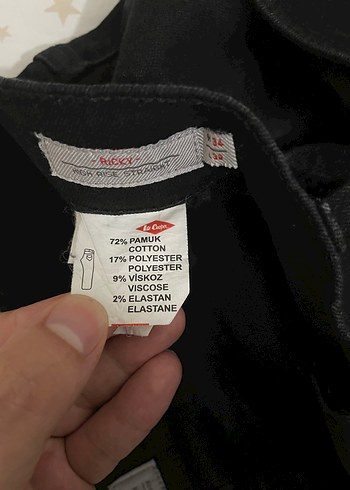 - RICKY -
HIGH RISE STRAIGHT
34
Lee Cooper
72% PAMUK
COTTON
17% POLYESTER
POLYESTER
9% VİSKOZ
VISCOSE
2% ELASTAN
ELASTANE